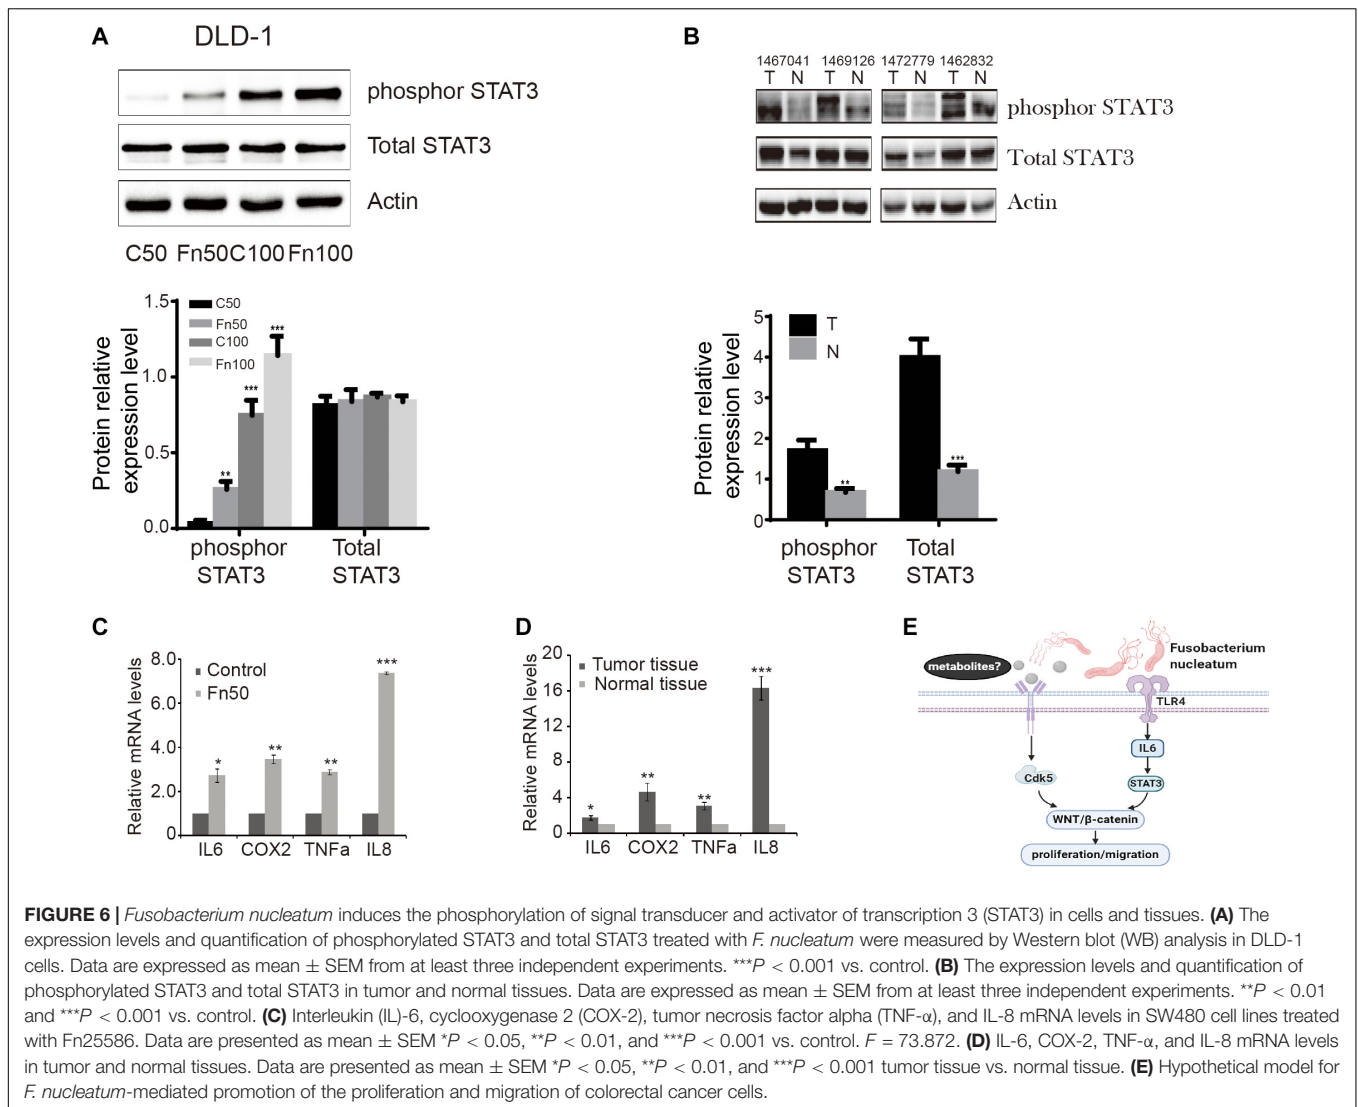 A
DLD-1
phosphor STAT3
Total STAT3
Actin
C50 Fn50C100 Fn100
Protein relative
expression level
1.5
1.0
0.5
0.0
C50
Fn50
C100
Fn100
**
***
***
phosphor
STAT3
Total
STAT3
B
1467041 1469126 1472779 1462832
T N T N T N T N
phosphor STAT3
Total STAT3
Actin
Protein relative
expression level
5
4
3
2
1
0
T
N
**
***
phosphor
STAT3
Total
STAT3
C
Relative mRNA levels
8.0
6.0
4.0
2.0
0
Control
Fn50
*
**
**
***
IL6 COX2 TNFa IL8
D
Relative mRNA levels
20
16
12
8
4
0
Tumor tissue
Normal tissue
*
**
**
***
IL6 COX2 TNFa IL8
E
metabolites?
Fusobacterium
nucleatum
TLR4
IL6
Cdk5
STAT3
WNT/β-catenin
proliferation/migration
FIGURE 6 | Fusobacterium nucleatum induces the phosphorylation of signal transducer and activator of transcription 3 (STAT3) in cells and tissues. (A) The
expression levels and quantification of phosphorylated STAT3 and total STAT3 treated with F. nucleatum were measured by Western blot (WB) analysis in DLD-1
cells. Data are expressed as mean ± SEM from at least three independent experiments. ***P < 0.001 vs. control. (B) The expression levels and quantification of
phosphorylated STAT3 and total STAT3 in tumor and normal tissues. Data are expressed as mean ± SEM from at least three independent experiments. **P < 0.01
and ***P < 0.001 vs. control. (C) Interleukin (IL)-6, cyclooxygenase 2 (COX-2), tumor necrosis factor alpha (TNF-α), and IL-8 mRNA levels in SW480 cell lines treated
with Fn25586. Data are presented as mean ± SEM *P < 0.05, **P < 0.01, and ***P < 0.001 vs. control. F = 73.872. (D) IL-6, COX-2, TNF-α, and IL-8 mRNA levels
in tumor and normal tissues. Data are presented as mean ± SEM *P < 0.05, **P < 0.01, and ***P < 0.001 tumor tissue vs. normal tissue. (E) Hypothetical model for
F. nucleatum-mediated promotion of the proliferation and migration of colorectal cancer cells.